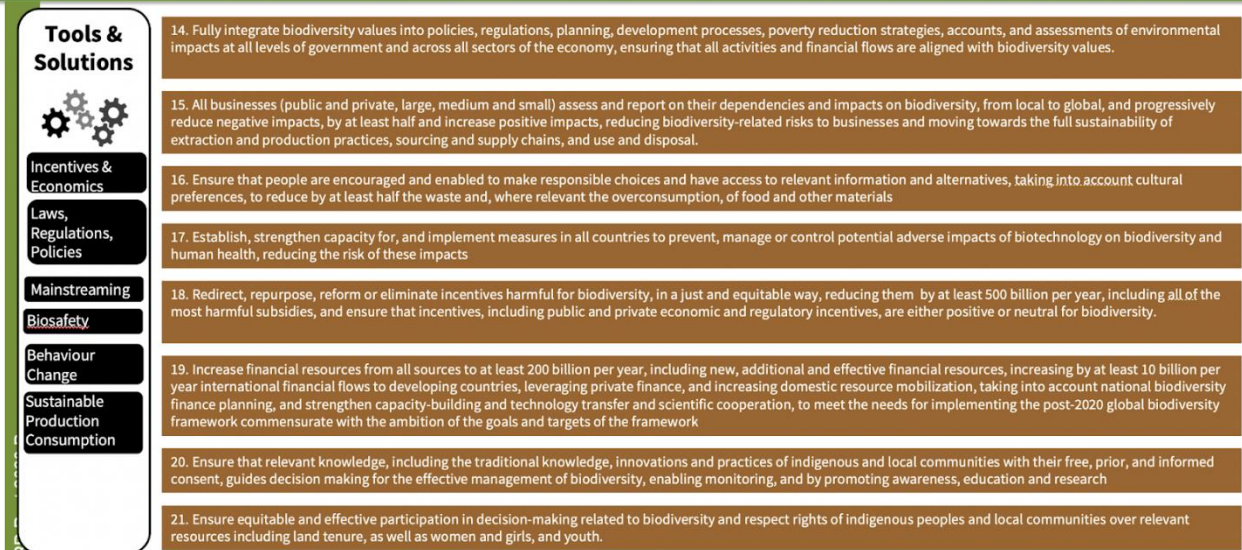 Tools &
Solutions
Incentives &
Economics
Laws,
Regulations,
Policies
Mainstreaming
Biosafety
Behaviour
Change
Sustainable
Production
Consumption
14. Fully integrate biodiversity values into policies, regulations, planning, development processes, poverty reduction strategies, accounts, and assessments of environmental
impacts at all levels of government and across all sectors of the economy, ensuring that all activities and financial flows are aligned with biodiversity values.
15. All businesses (public and private, large, medium and small) assess and report on their dependencies and impacts on biodiversity, from local to global, and progressively
reduce negative impacts, by at least half and increase positive impacts, reducing biodiversity-related risks to businesses and moving towards the full sustainability of
extraction and production practices, sourcing and supply chains, and use and disposal.
16. Ensure that people are encouraged and enabled to make responsible choices and have access to relevant information and alternatives, taking into account cultural
preferences, to reduce by at least half the waste and, where relevant the overconsumption, of food and other materials
17. Establish, strengthen capacity for, and implement measures in all countries to prevent, manage or control potential adverse impacts of biotechnology on biodiversity and
human health, reducing the risk of these impacts
18. Redirect, repurpose, reform or eliminate incentives harmful for biodiversity, in a just and equitable way, reducing them by at least 500 billion per year, including all of the
most harmful subsidies, and ensure that incentives, including public and private economic and regulatory incentives, are either positive or neutral for biodiversity.
19. Increase financial resources from all sources to at least 200 billion per year, including new, additional and effective financial resources, increasing by at least 10 billion per
year international financial flows to developing countries, leveraging private finance, and increasing domestic resource mobilization, taking into account national biodiversity
finance planning, and strengthen capacity-building and technology transfer and scientific cooperation, to meet the needs for implementing the post-2020 global biodiversity
framework commensurate with the ambition of the goals and targets of the framework
20. Ensure that relevant knowledge, including the traditional knowledge, innovations and practices of indigenous and local communities with their free, prior, and informed
consent, guides decision making for the effective management of biodiversity, enabling monitoring, and by promoting awareness, education and research
21. Ensure equitable and effective participation in decision-making related to biodiversity and respect rights of indigenous peoples and local communities over relevant
resources including land tenure, as well as women and girls, and youth.